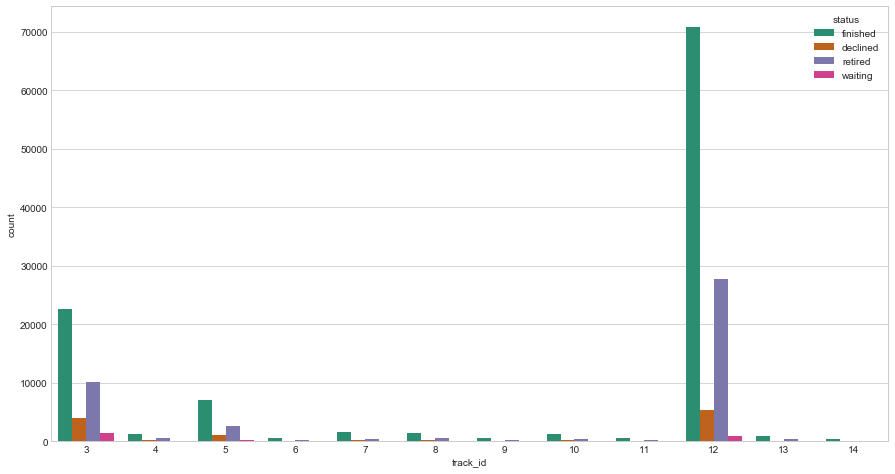 status
finished
declined
retired
waiting
70000
60000
50000
40000
30000
20000
10000
0
count
3 4 5 6 7 8 9 10 11 12 13 14
track_id